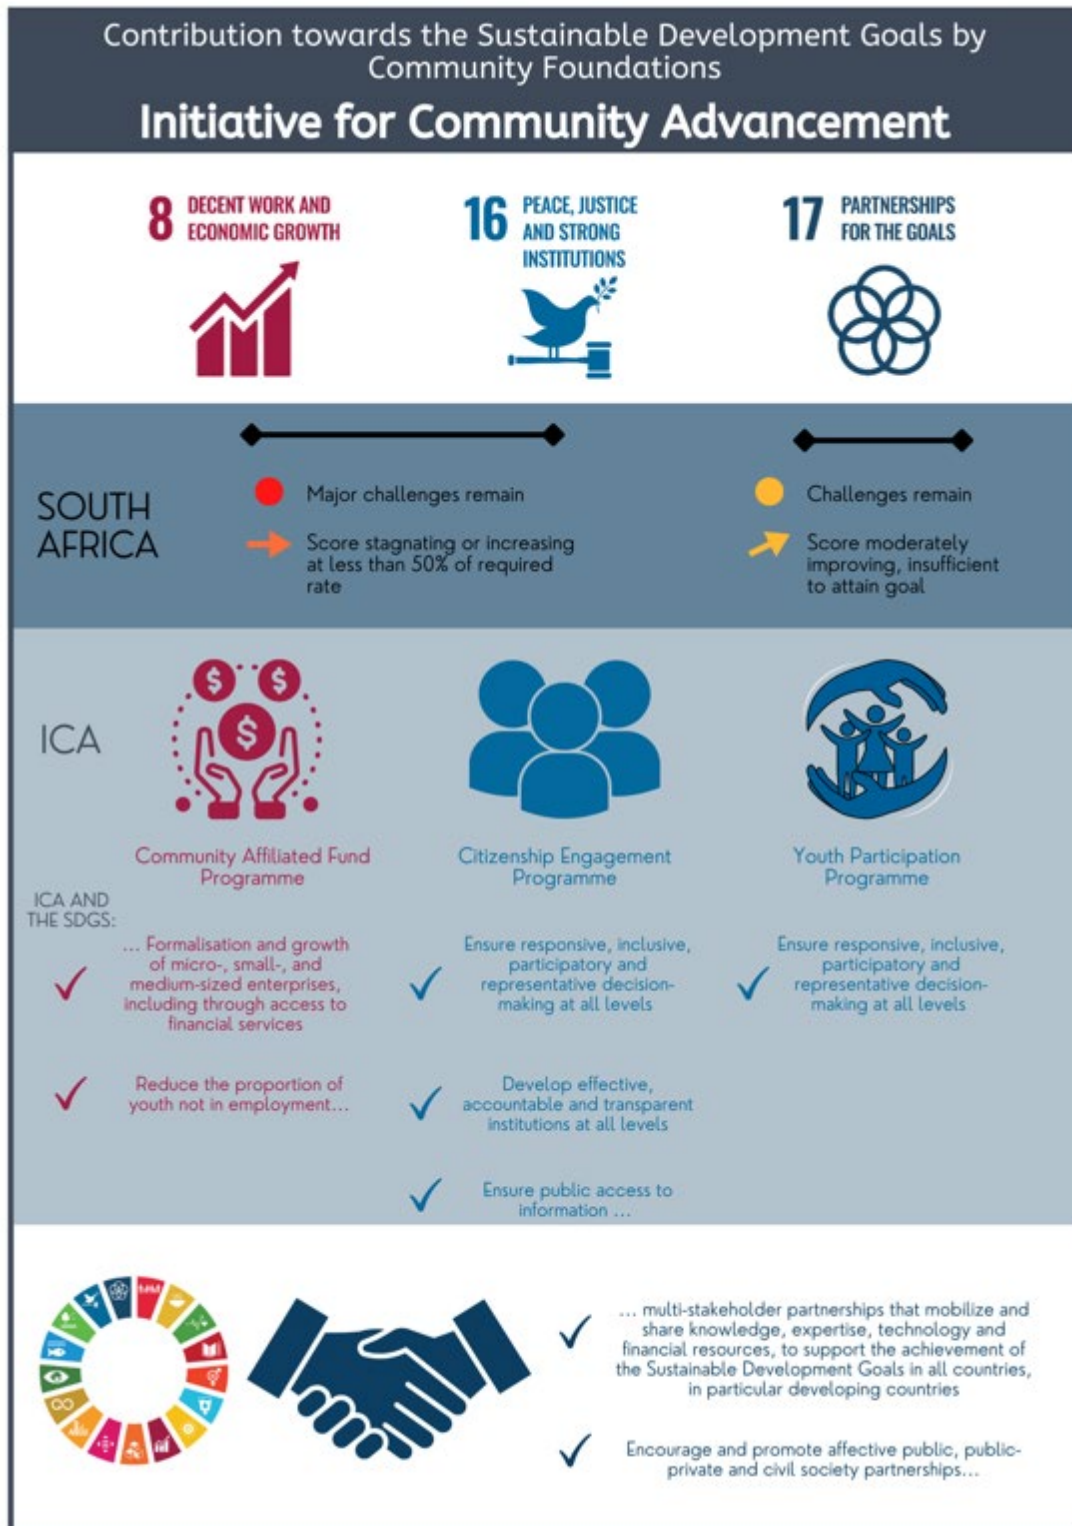 Contribution towards the Sustainable Development Goals by
Community Foundations
Initiative for Community Advancement
8 DECENT WORK AND
ECONOMIC GROWTH
16 PEACE, JUSTICE
AND STRONG
INSTITUTIONS
17 PARTNERSHIPS
FOR THE GOALS
SOUTH
AFRICA
Major challenges remain
Score stagnating or increasing
at less than 50% of required
rate
Challenges remain
Score moderately
improving, insufficient
to attain goal
ICA
$ $
$
Community Affiliated Fund
Programme
Citizenship Engagement
Programme
Youth Participation
Programme
ICA AND
THE SDGS:
... Formalisation and growth
of micro-, small-, and
medium-sized enterprises,
including through access to
financial services
Reduce the proportion of
youth not in employment...
Ensure responsive, inclusive,
participatory and
representative decision-
making at all levels
Develop effective,
accountable and transparent
institutions at all levels
Ensure public access to
information ...
Ensure responsive, inclusive,
participatory and
representative decision-
making at all levels
... multi-stakeholder partnerships that mobilize and
share knowledge, expertise, technology and
financial resources, to support the achievement of
the Sustainable Development Goals in all countries,
in particular developing countries
Encourage and promote affective public, public-
private and civil society partnerships...